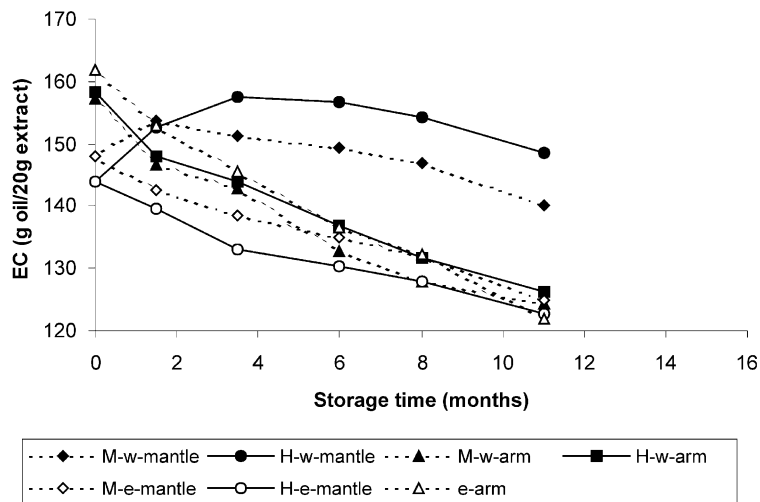 170
160
150
140
130
120
EC (g oil/20g extract)
0 2 4 6 8 10 12 14 16
Storage time (months)
M-w-mantle H-w-mantle M-w-arm H-w-arm
M-e-mantle H-e-mantle e-arm